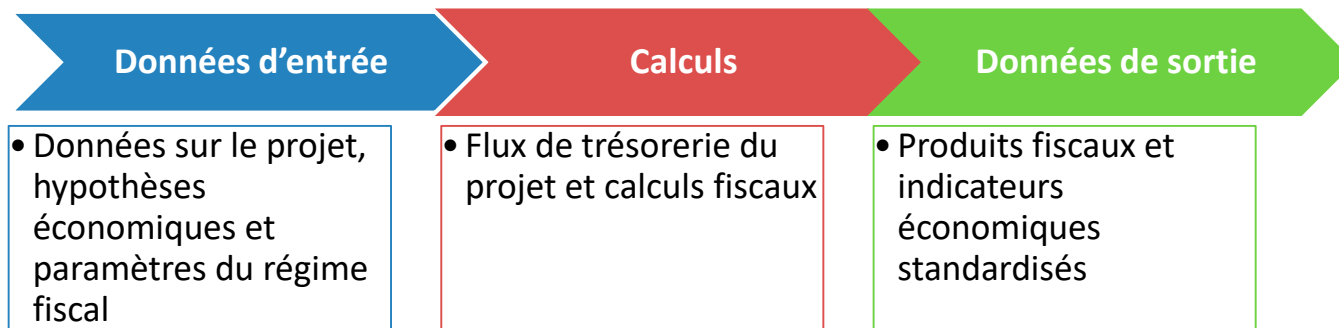 Données d’entrée
Calculs
Données de sortie
• Données sur le projet,
hypothèses
économiques et
paramètres du régime
fiscal
• Flux de trésorerie du
projet et calculs fiscaux
• Produits fiscaux et
indicateurs
économiques
standardisés